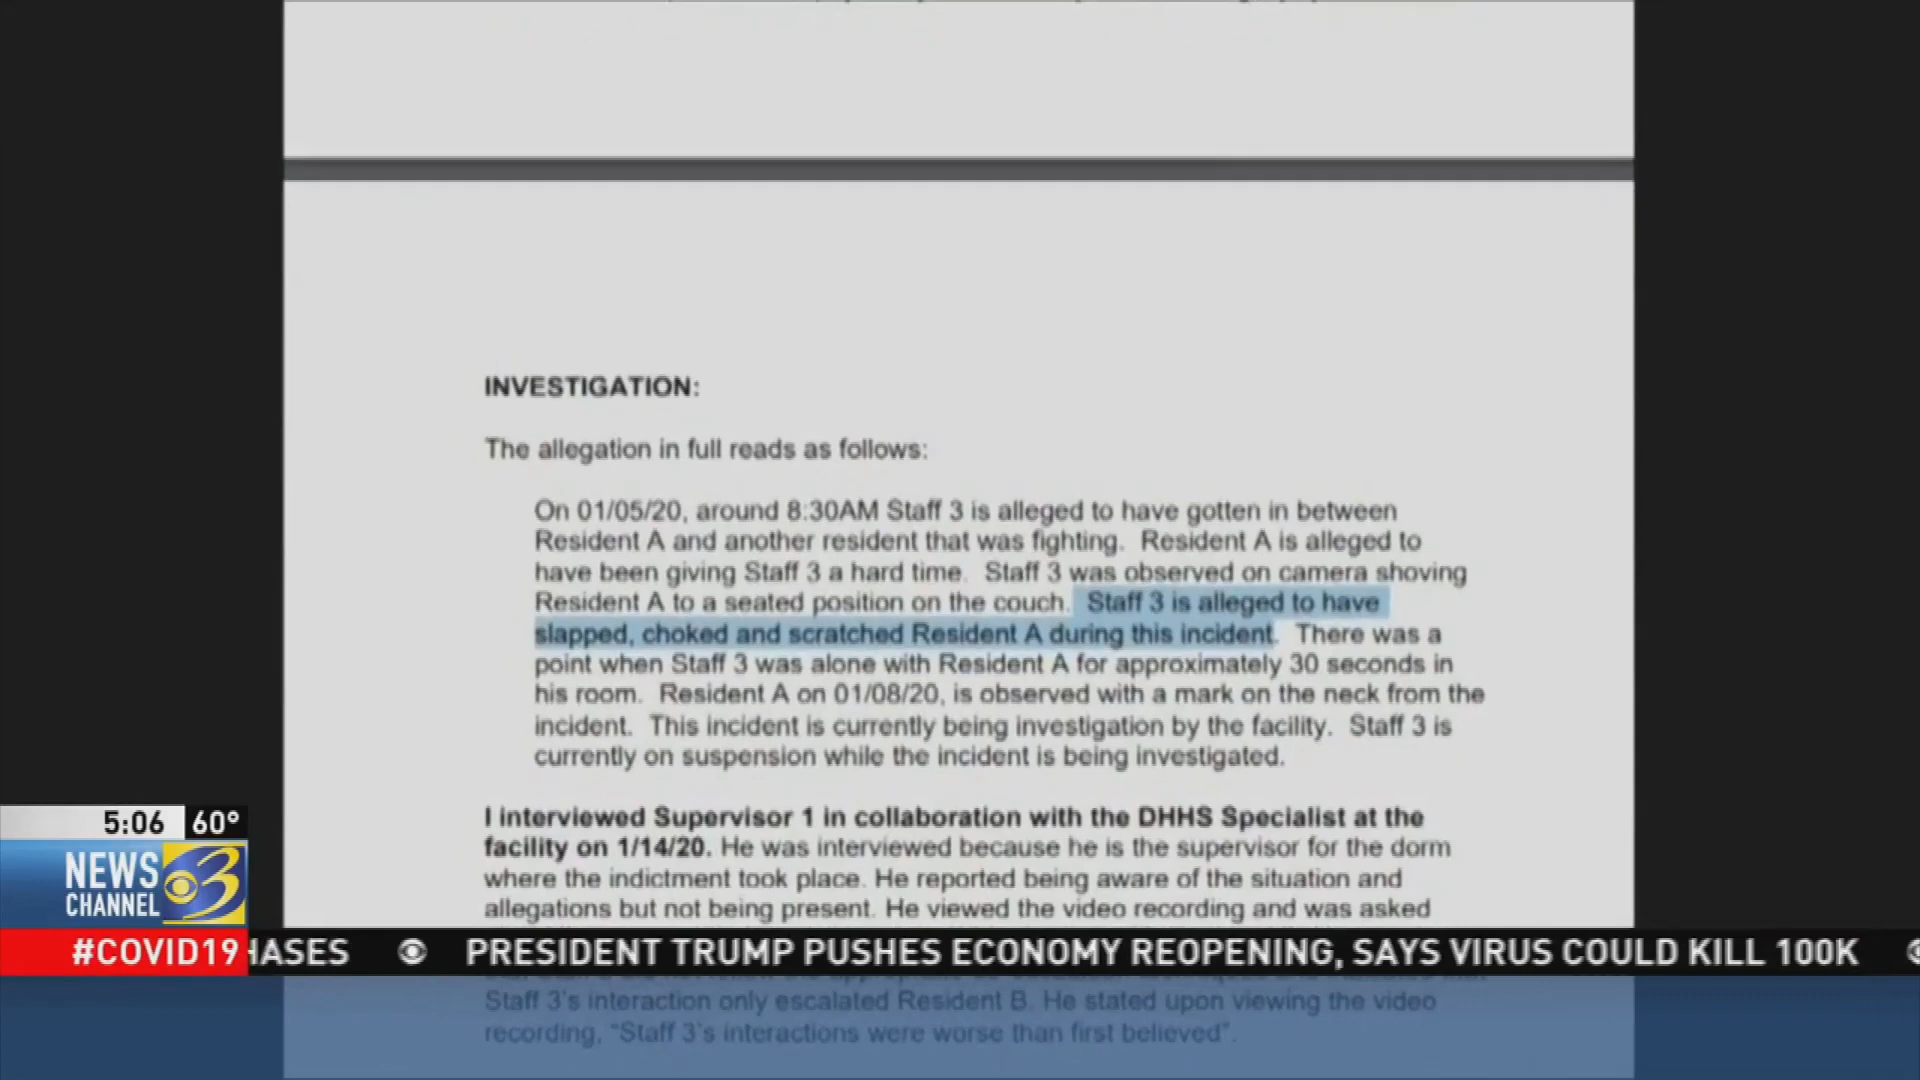 INVESTIGATION:
The allegation in full reads as follows:
On 01/05/20, around 8:30AM Staff 3 is alleged to have gotten in between
Resident A and another resident that was fighting. Resident A is alleged to
have been giving Staff 3 a hard time. Staff 3 was observed on camera shoving
Resident A to a seated position on the couch. Staff 3 is alleged to have
slapped, choked and scratched Resident A during this incident. There was a
point when Staff 3 was alone with Resident A for approximately 30 seconds in
his room. Resident A on 01/08/20, is observed with a mark on the neck from the
incident. This incident is currently being investigation by the facility. Staff 3 is
currently on suspension while the incident is being investigated.
I interviewed Supervisor 1 in collaboration with the DHHS Specialist at the
facility on 1/14/20. He was interviewed because he is the supervisor for the dorm
where the indictment took place. He reported being aware of the situation and
allegations but not being present. He viewed the video recording and was asked
Staff 3's interaction only escalated Resident B. He stated upon viewing the video
recording, “Staff 3's interactions were worse than first believed”.
5:06 60°
NEWS 3
CHANNEL
#COVID19 HASES PRESIDENT TRUMP PUSHES ECONOMY REOPENING, SAYS VIRUS COULD KILL 100K